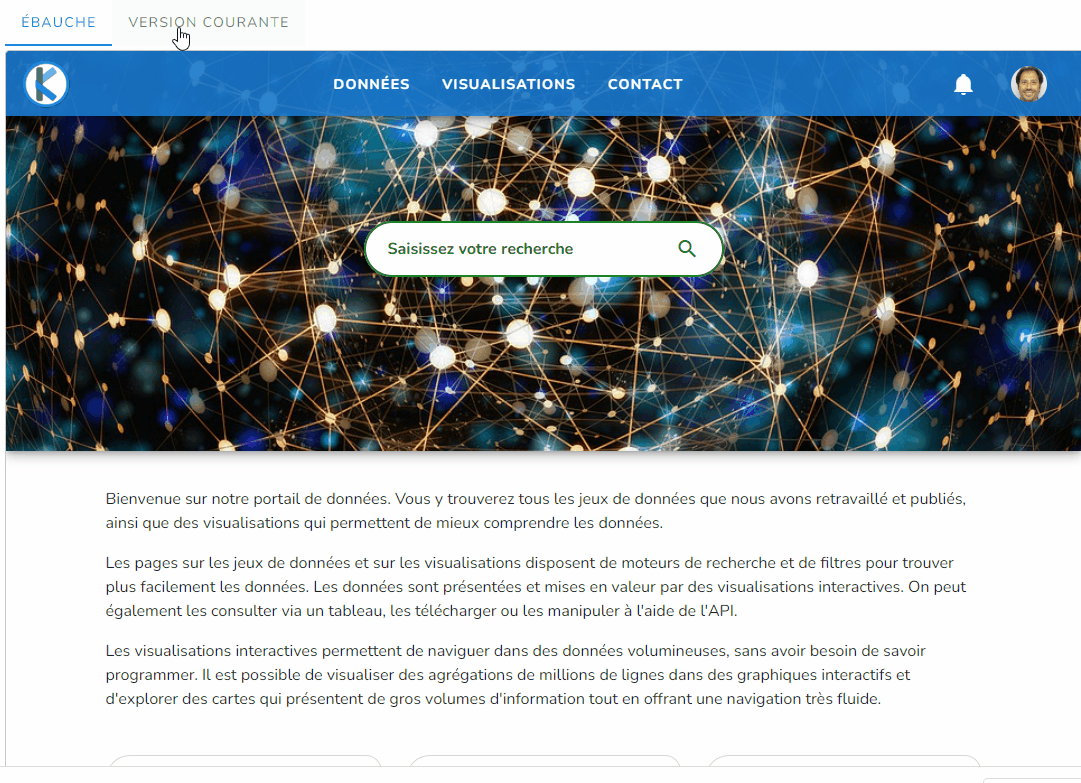 ÉBAUCHE
VERSION COURANTE
DONNÉES
VISUALISATIONS
CONTACT
Saisissez votre recherche
Bienvenue sur notre portail de données. Vous y trouverez tous les jeux de données que nous avons retravaillé et publiés,
ainsi que des visualisations qui permettent de mieux comprendre les données.
Les pages sur les jeux de données et sur les visualisations disposent de moteurs de recherche et de filtres pour trouver
plus facilement les données. Les données sont présentées et mises en valeur par des visualisations interactives. On peut
également les consulter via un tableau, les télécharger ou les manipuler à l'aide de l'API.
Les visualisations interactives permettent de naviguer dans des données volumineuses, sans avoir besoin de savoir
programmer. Il est possible de visualiser des agrégations de millions de lignes dans des graphiques interactifs et
d'explorer des cartes qui présentent de gros volumes d'information tout en offrant une navigation très fluide.